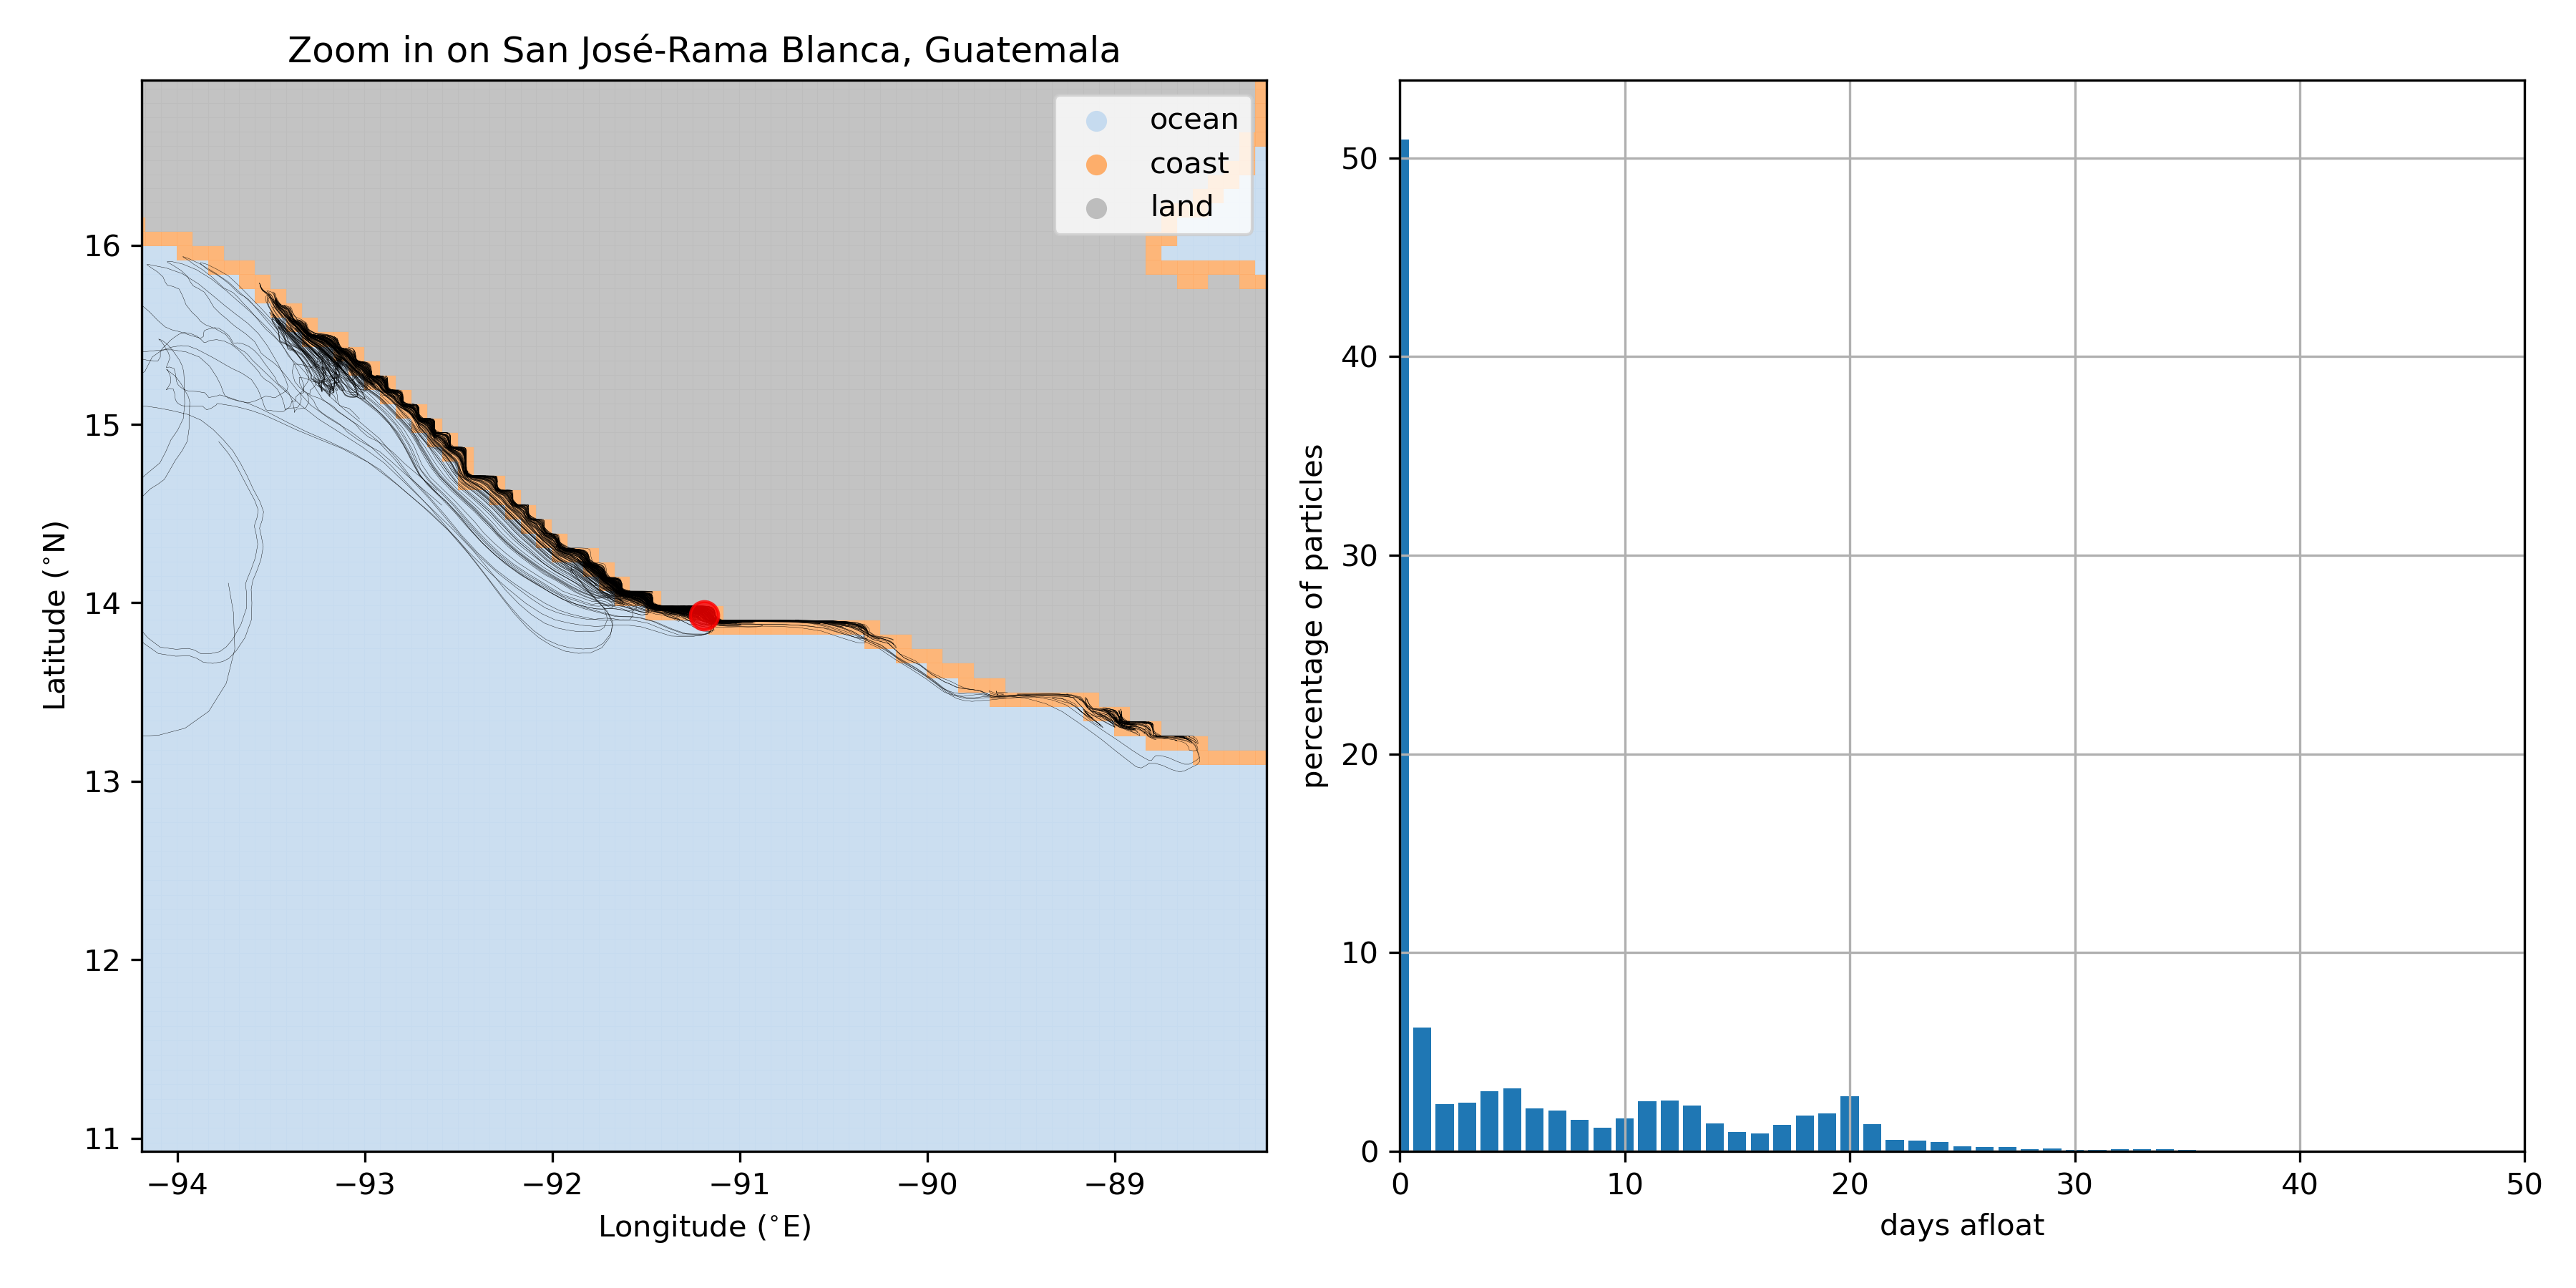 Zoom in on San José-Rama Blanca, Guatemala
ocean
coast
land
16
15
14
13
12
11
Latitude (°N)
−94 −93 −92 −91 −90 −89
Longitude (°E)
50
40
30
20
10
0
percentage of particles
0 10 20 30 40 50
days afloat